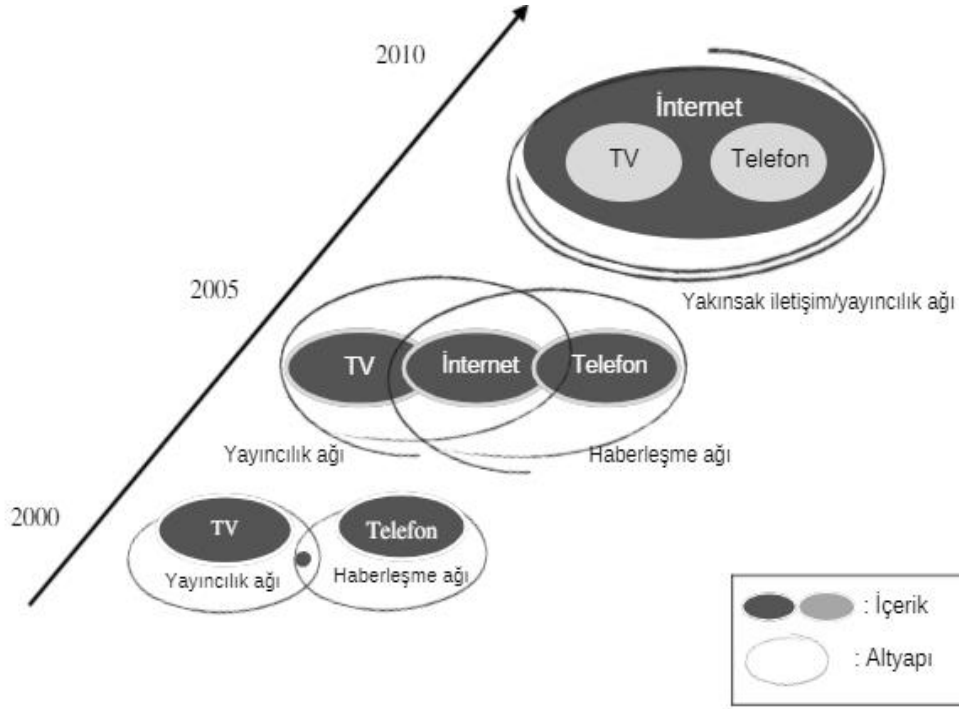 2010
İnternet
TV
Telefon
Yakınsak iletişim/yayıncılık ağı
2005
TV
İnternet
Telefon
Yayıncılık ağı
Haberleşme ağı
2000
TV
Telefon
Yayıncılık ağı
Haberleşme ağı
: İçerik
: Altyapı